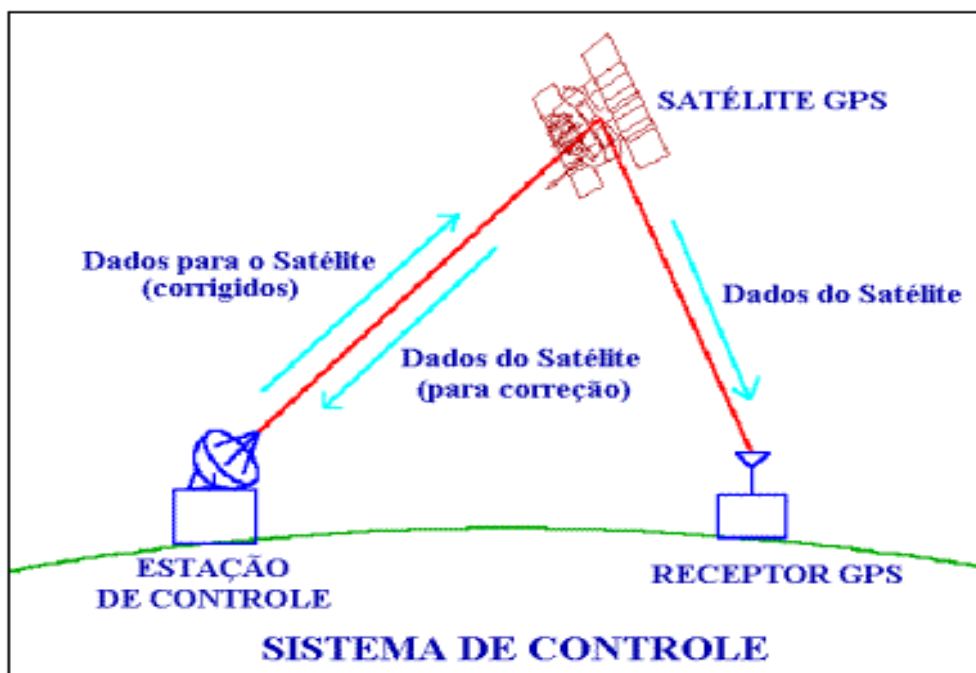 SATÉLITE GPS
Dados para o Satélite
(corrigidos)
Dados do Satélite
Dados do Satélite
(para correção)
ESTAÇÃO
DE CONTROLE
RECEPTOR GPS
SISTEMA DE CONTROLE